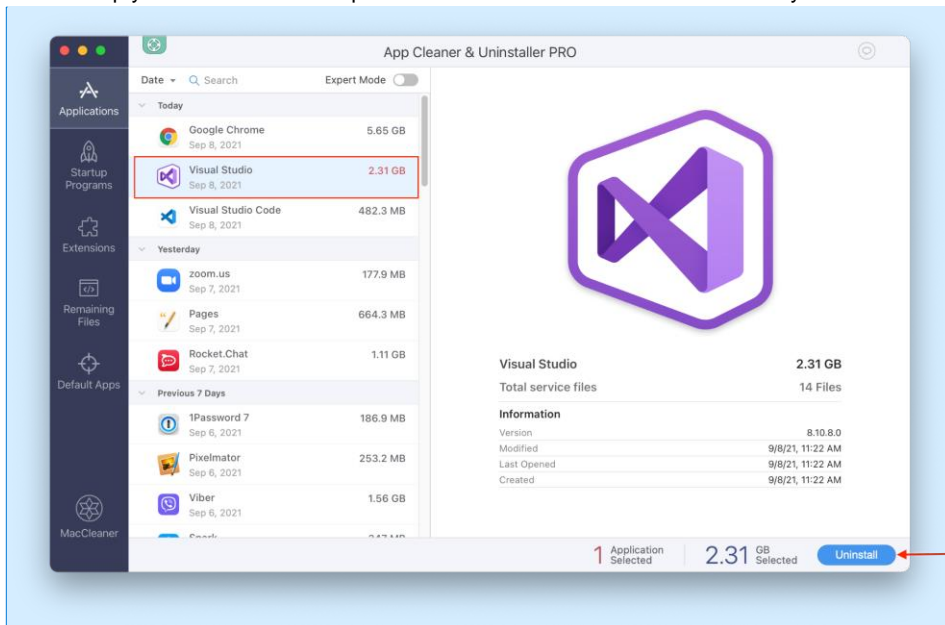 App Cleaner & Uninstaller PRO
Applications
Startup
Programs
Extensions
Remaining
Files
Default Apps
MacCleaner
Date
Search
Expert Mode
Today
Google Chrome 5.65 GB
Sep 8, 2021
Visual Studio 2.31 GB
Sep 8, 2021
Visual Studio Code 482.3 MB
Sep 8, 2021
Yesterday
zoom.us 177.9 MB
Sep 7, 2021
Pages 664.3 MB
Sep 7, 2021
Rocket.Chat 1.11 GB
Sep 7, 2021
Previous 7 Days
1Password 7 186.9 MB
Sep 6, 2021
Pixelmator 253.2 MB
Sep 6, 2021
Viber 1.56 GB
Sep 6, 2021
Visual Studio 2.31 GB
Total service files 14 Files
Information
Version 8.10.8.0
Modified 9/8/21, 11:22 AM
Last Opened 9/8/21, 11:22 AM
Created 9/8/21, 11:22 AM
1 Application Selected
2.31 GB Selected
Uninstall